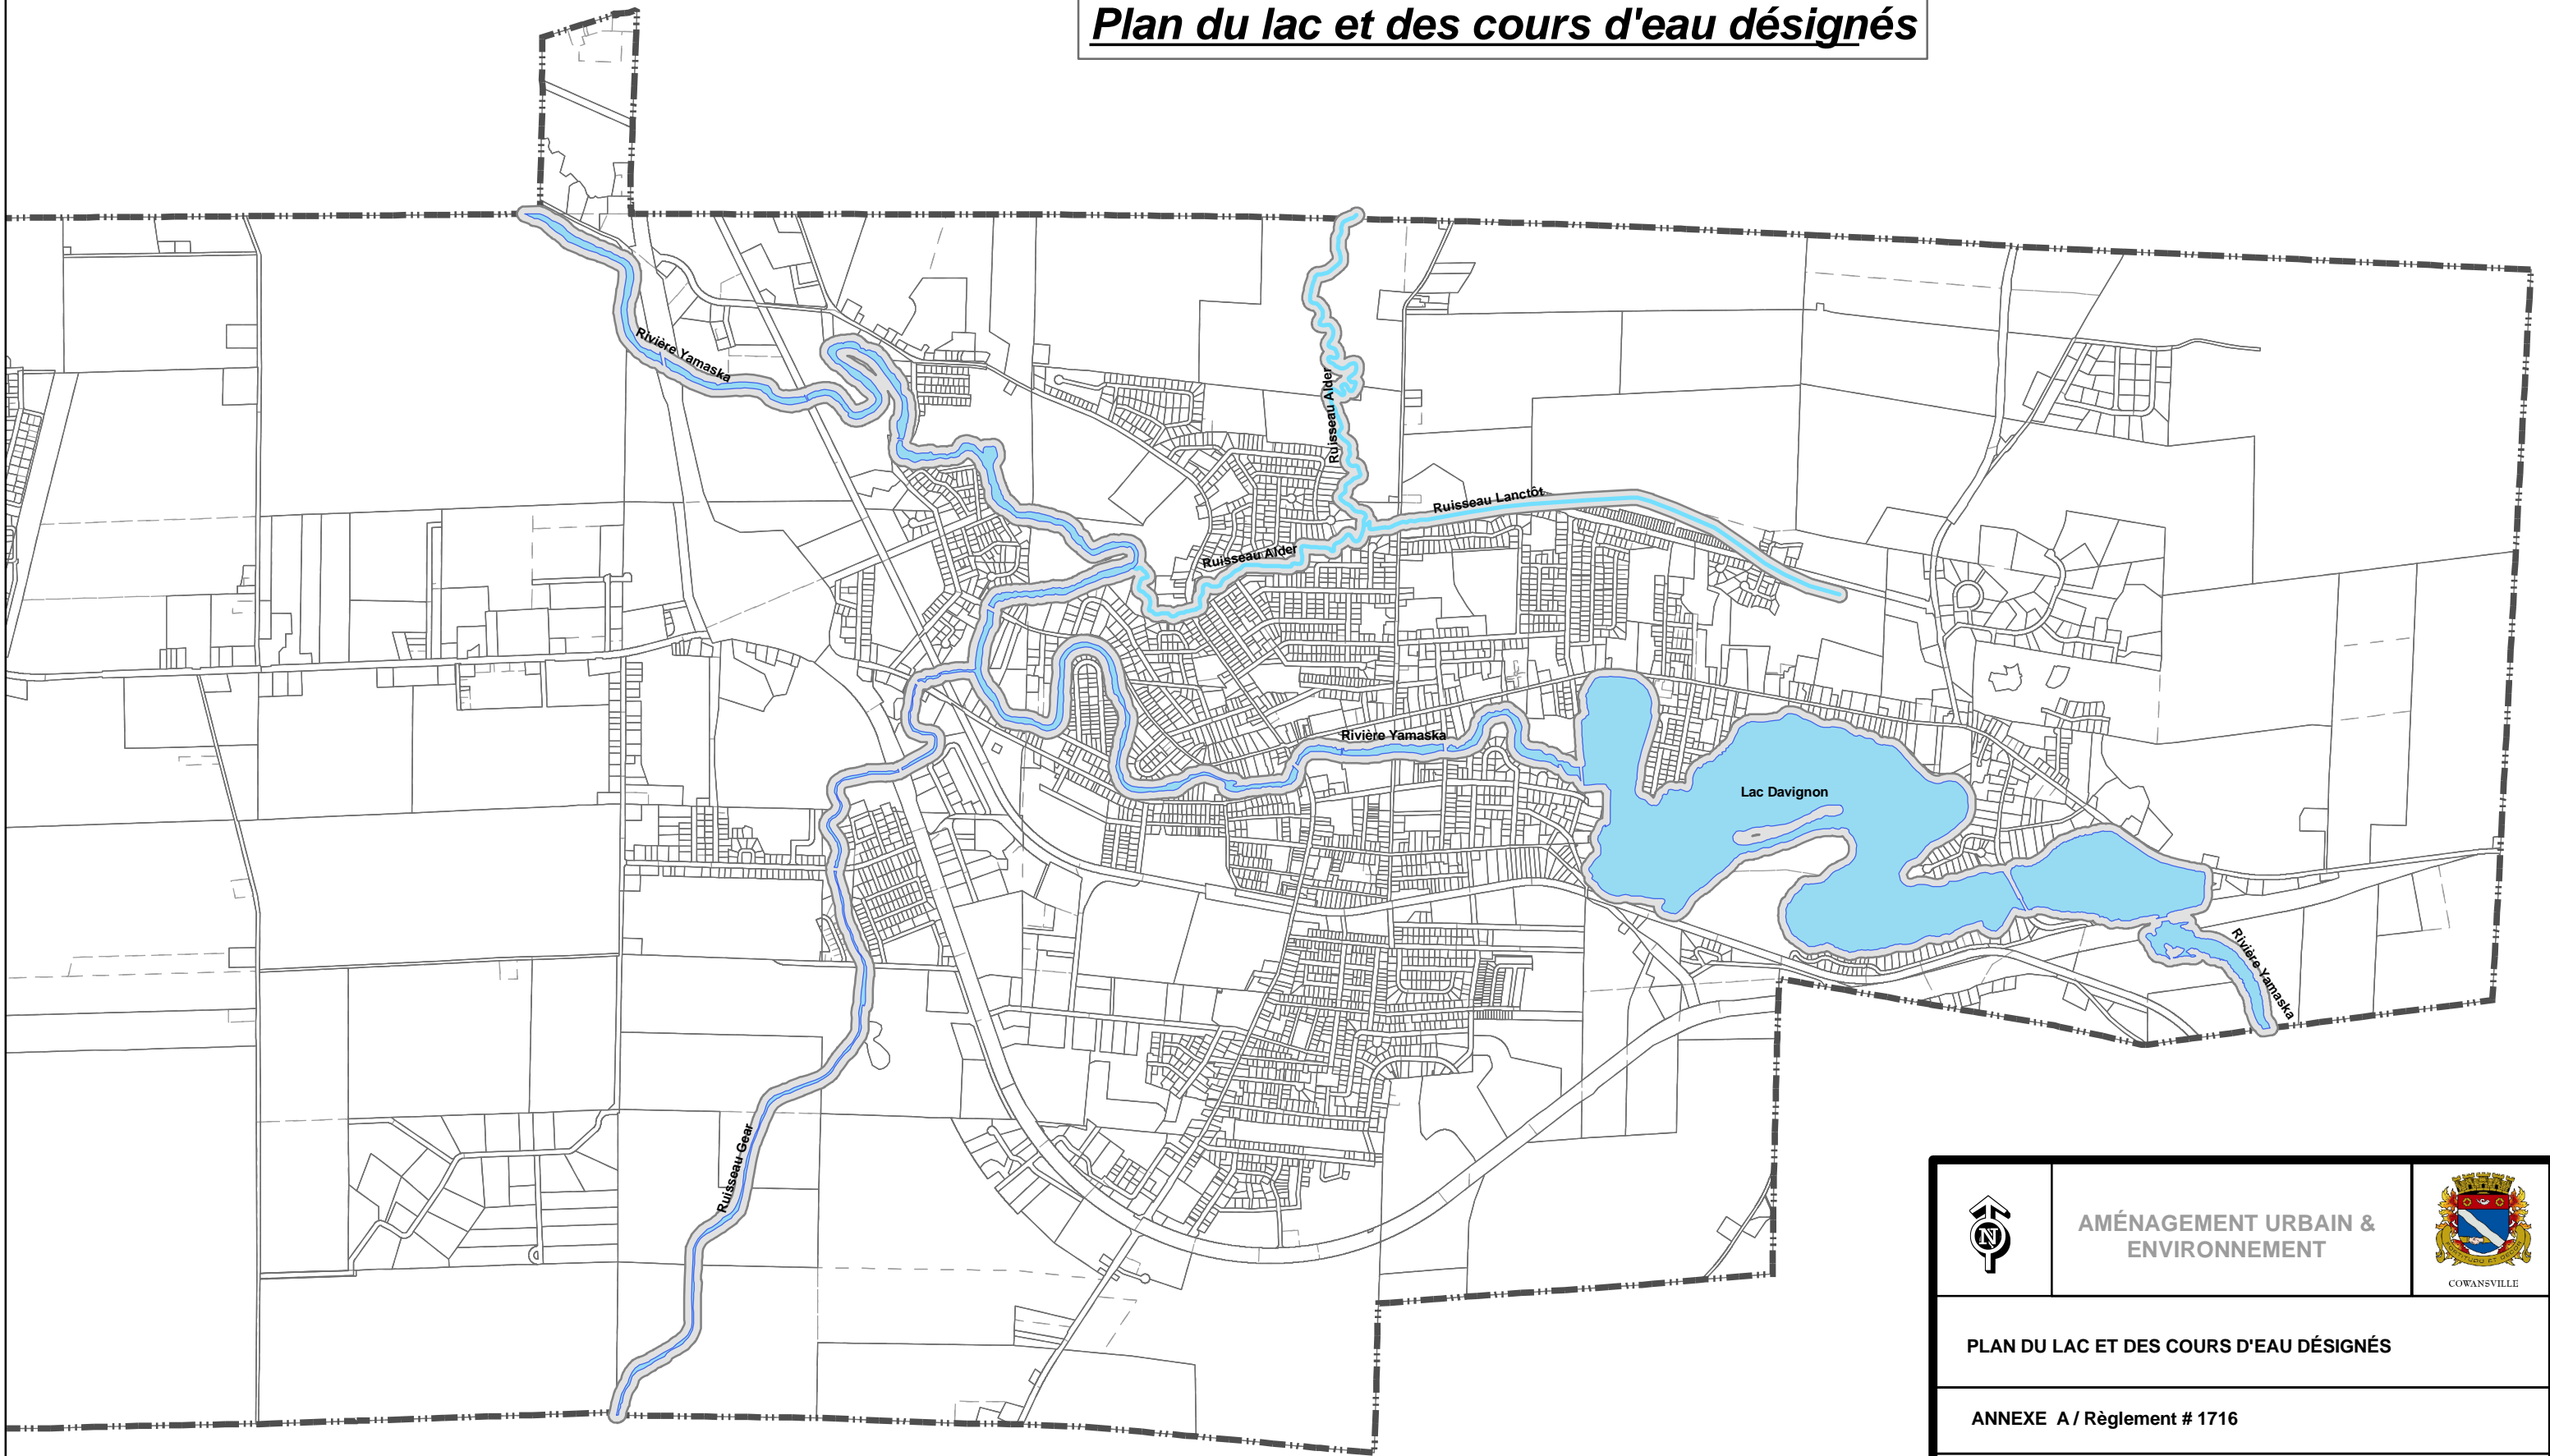 Plan du lac et des cours d'eau désignés
Rivière Yamaska
Ruisseau Alder
Ruisseau Lanctôt
Ruisseau Alder
Rivière Yamaska
Lac Davignon
Rivière Yamaska
Ruisseau Gear
N
AMÉNAGEMENT URBAIN &
ENVIRONNEMENT
COWANSVILLE
PLAN DU LAC ET DES COURS D'EAU DÉSIGNÉS
ANNEXE A / Règlement # 1716